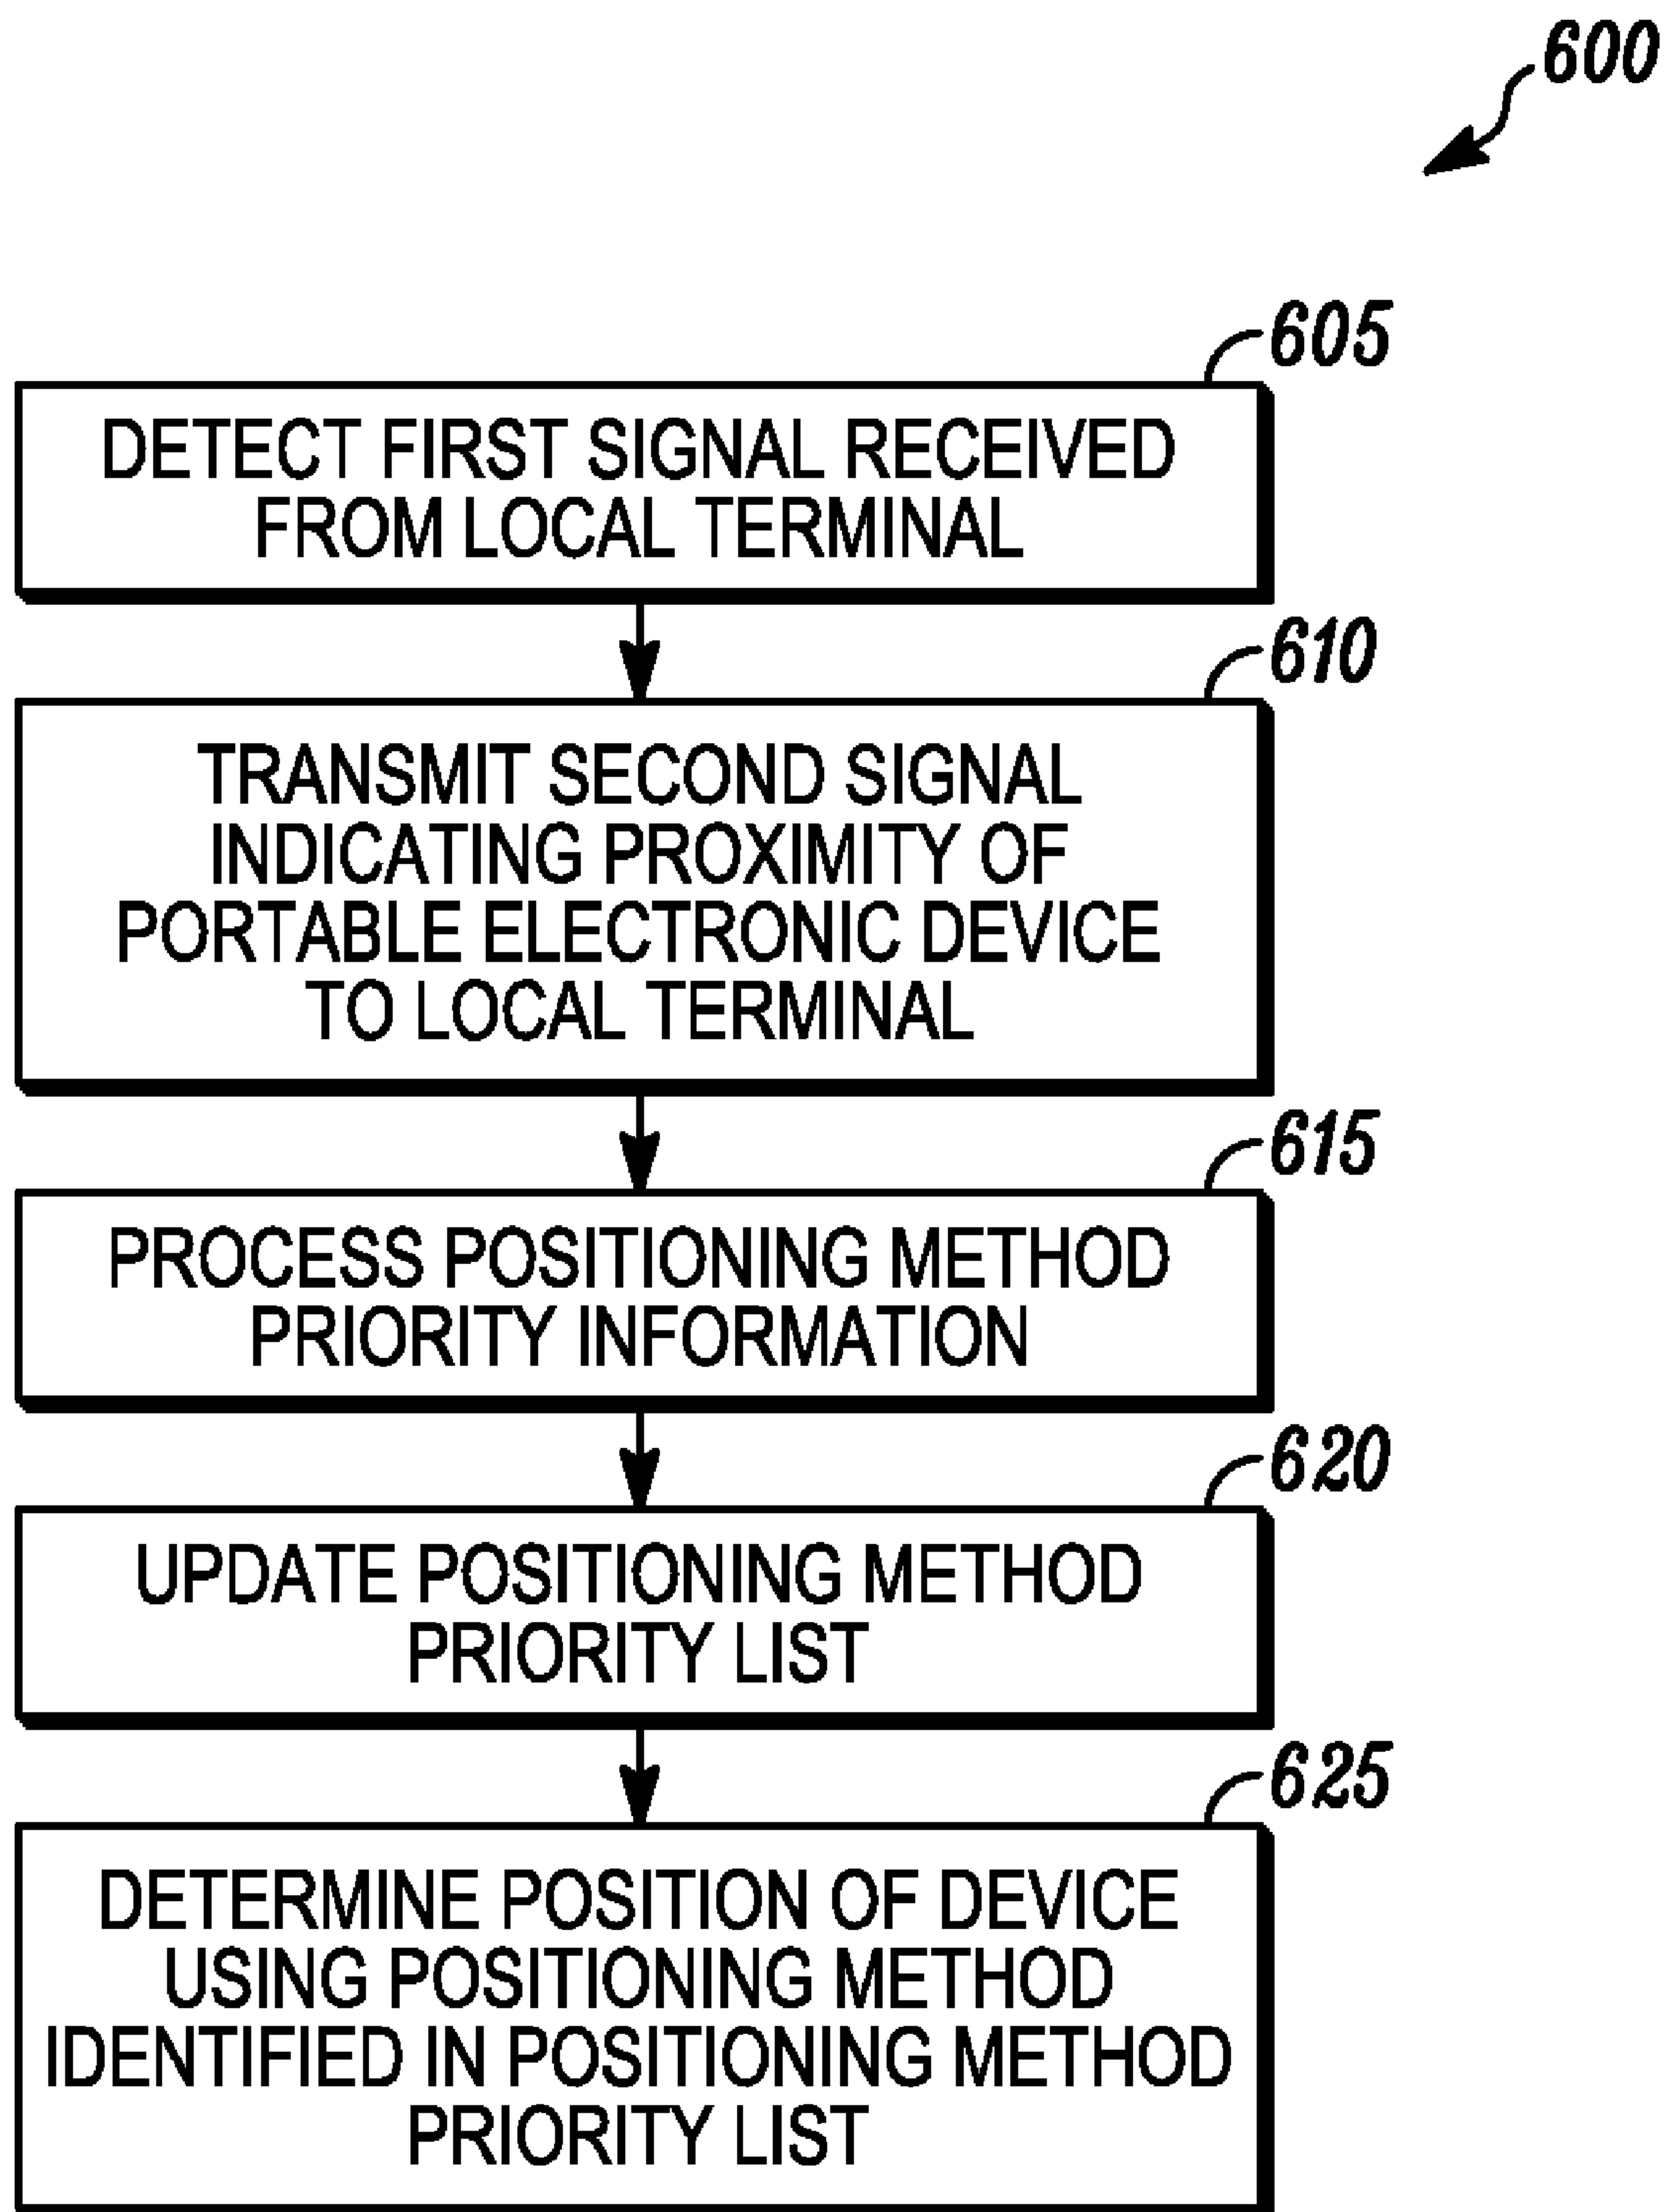 600
605
DETECT FIRST SIGNAL RECEIVED
FROM LOCAL TERMINAL
610
TRANSMIT SECOND SIGNAL
INDICATING PROXIMITY OF
PORTABLE ELECTRONIC DEVICE
TO LOCAL TERMINAL
615
PROCESS POSITIONING METHOD
PRIORITY INFORMATION
620
UPDATE POSITIONING METHOD
PRIORITY LIST
625
DETERMINE POSITION OF DEVICE
USING POSITIONING METHOD
IDENTIFIED IN POSITIONING METHOD
PRIORITY LIST